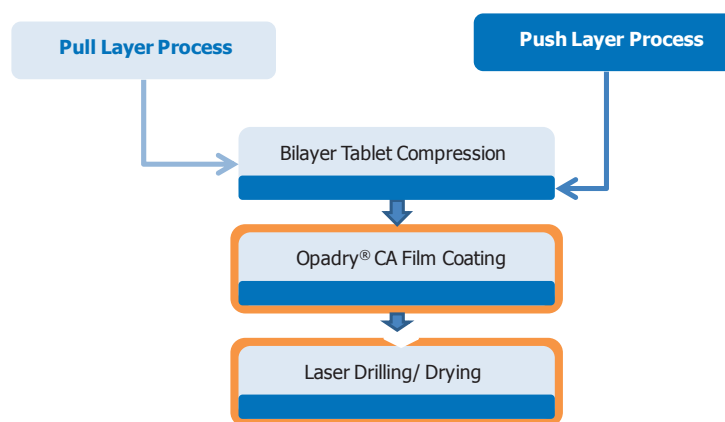 Pull Layer Process
Push Layer Process
Bilayer Tablet Compression
Opadry® CA Film Coating
Laser Drilling/ Drying